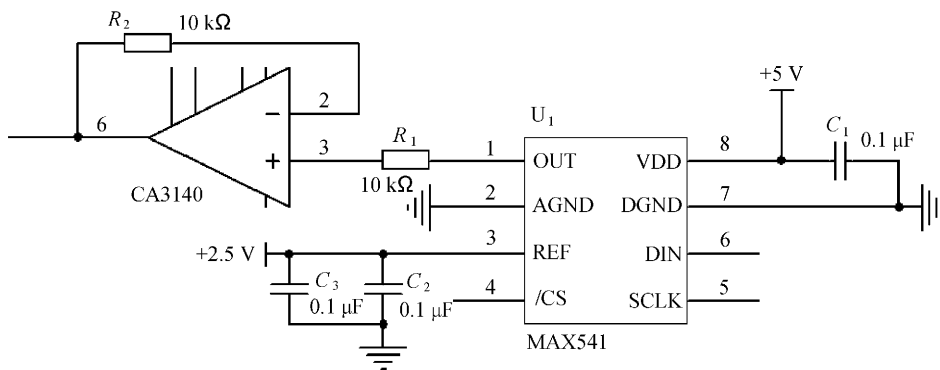 R2 10 kΩ
+5 V
2
−
U1
C1 0.1 μF
6
R1
1
OUT
VDD
8
+
3
10 kΩ
CA3140
2
AGND
DGND
7
3
REF
DIN
6
+2.5 V
C3
0.1 μF
C2
0.1 μF
4
/CS
SCLK
5
MAX541